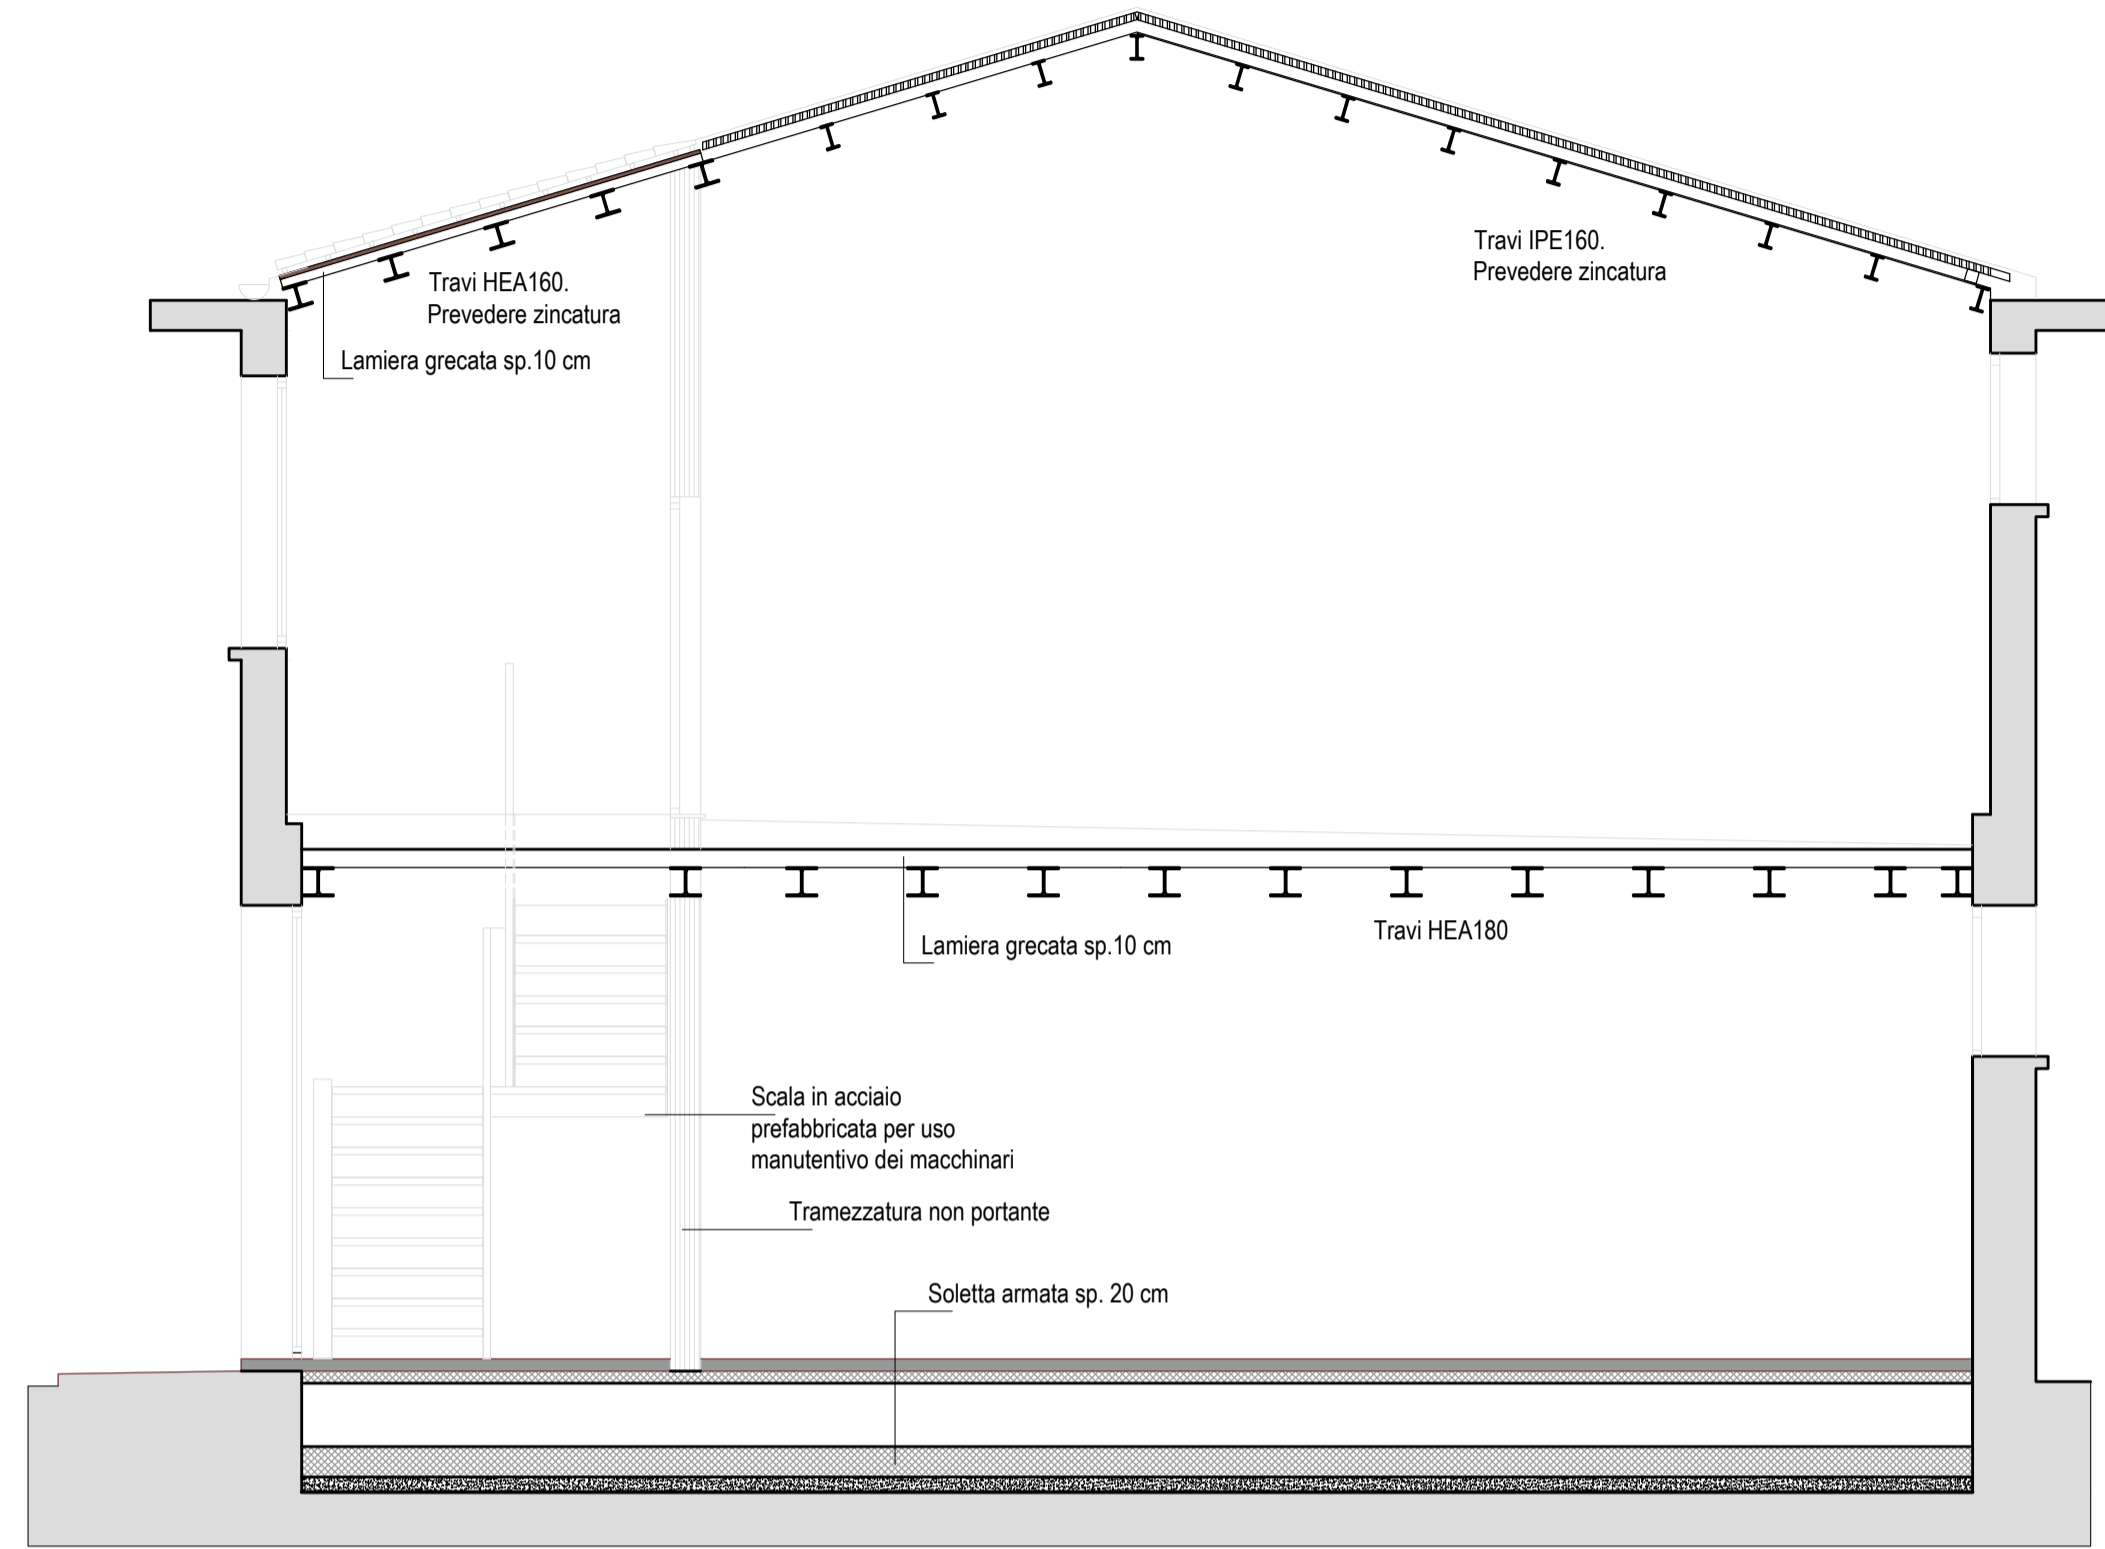 Travi IPE160.
Prevedere zincatura
Travi HEA160.
Prevedere zincatura
Lamiera grecata sp.10 cm
Travi HEA180
Lamiera grecata sp.10 cm
Scala in acciaio
prefabbricata per uso
manutentivo dei macchinari
Tramezzatura non portante
Soletta armata sp. 20 cm